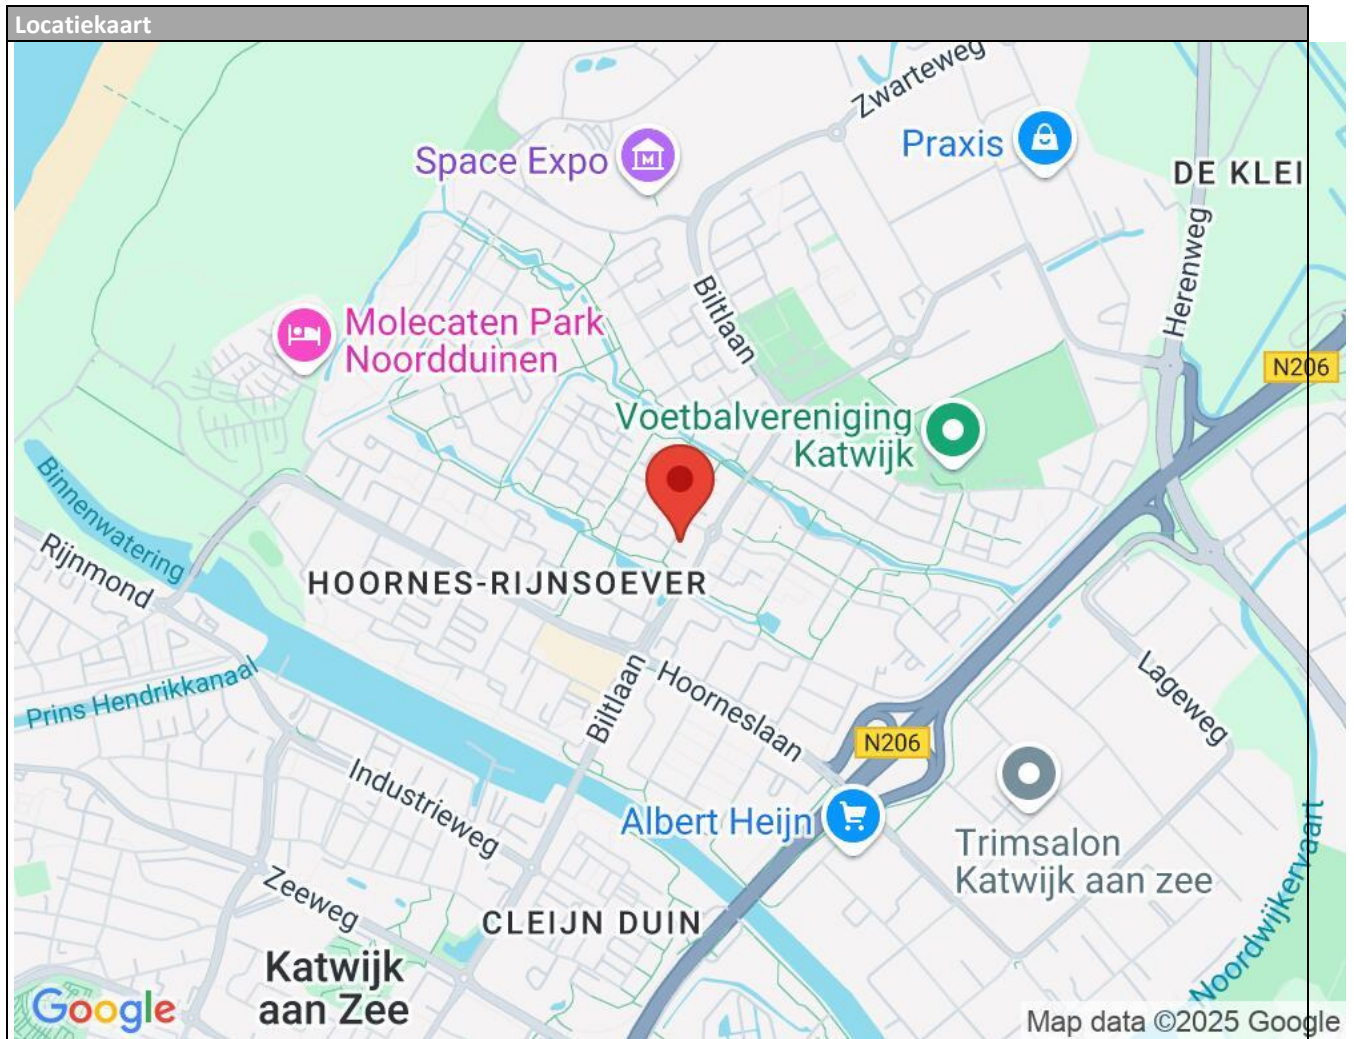 Locatiekaart
Zwarteweg
Praxis
Space Expo
DE KLEI
Herenweg
Biltlaan
Molecaten Park
Noordduinen
N206
Voetbalvereniging
Katwijk
Binnenwatering
Rijnmond
HOORNES-RIJNSOEVER
Prins Hendrikkanaal
Biltlaan
Hoorneslaan
Lageweg
N206
Industrieweg
Albert Heijn
Trimsalon
Katwijk aan zee
Zeeweg
CLEIJN DUIN
Noordwijkervaart
Katwijk
aan Zee
Google
Map data ©2025 Google